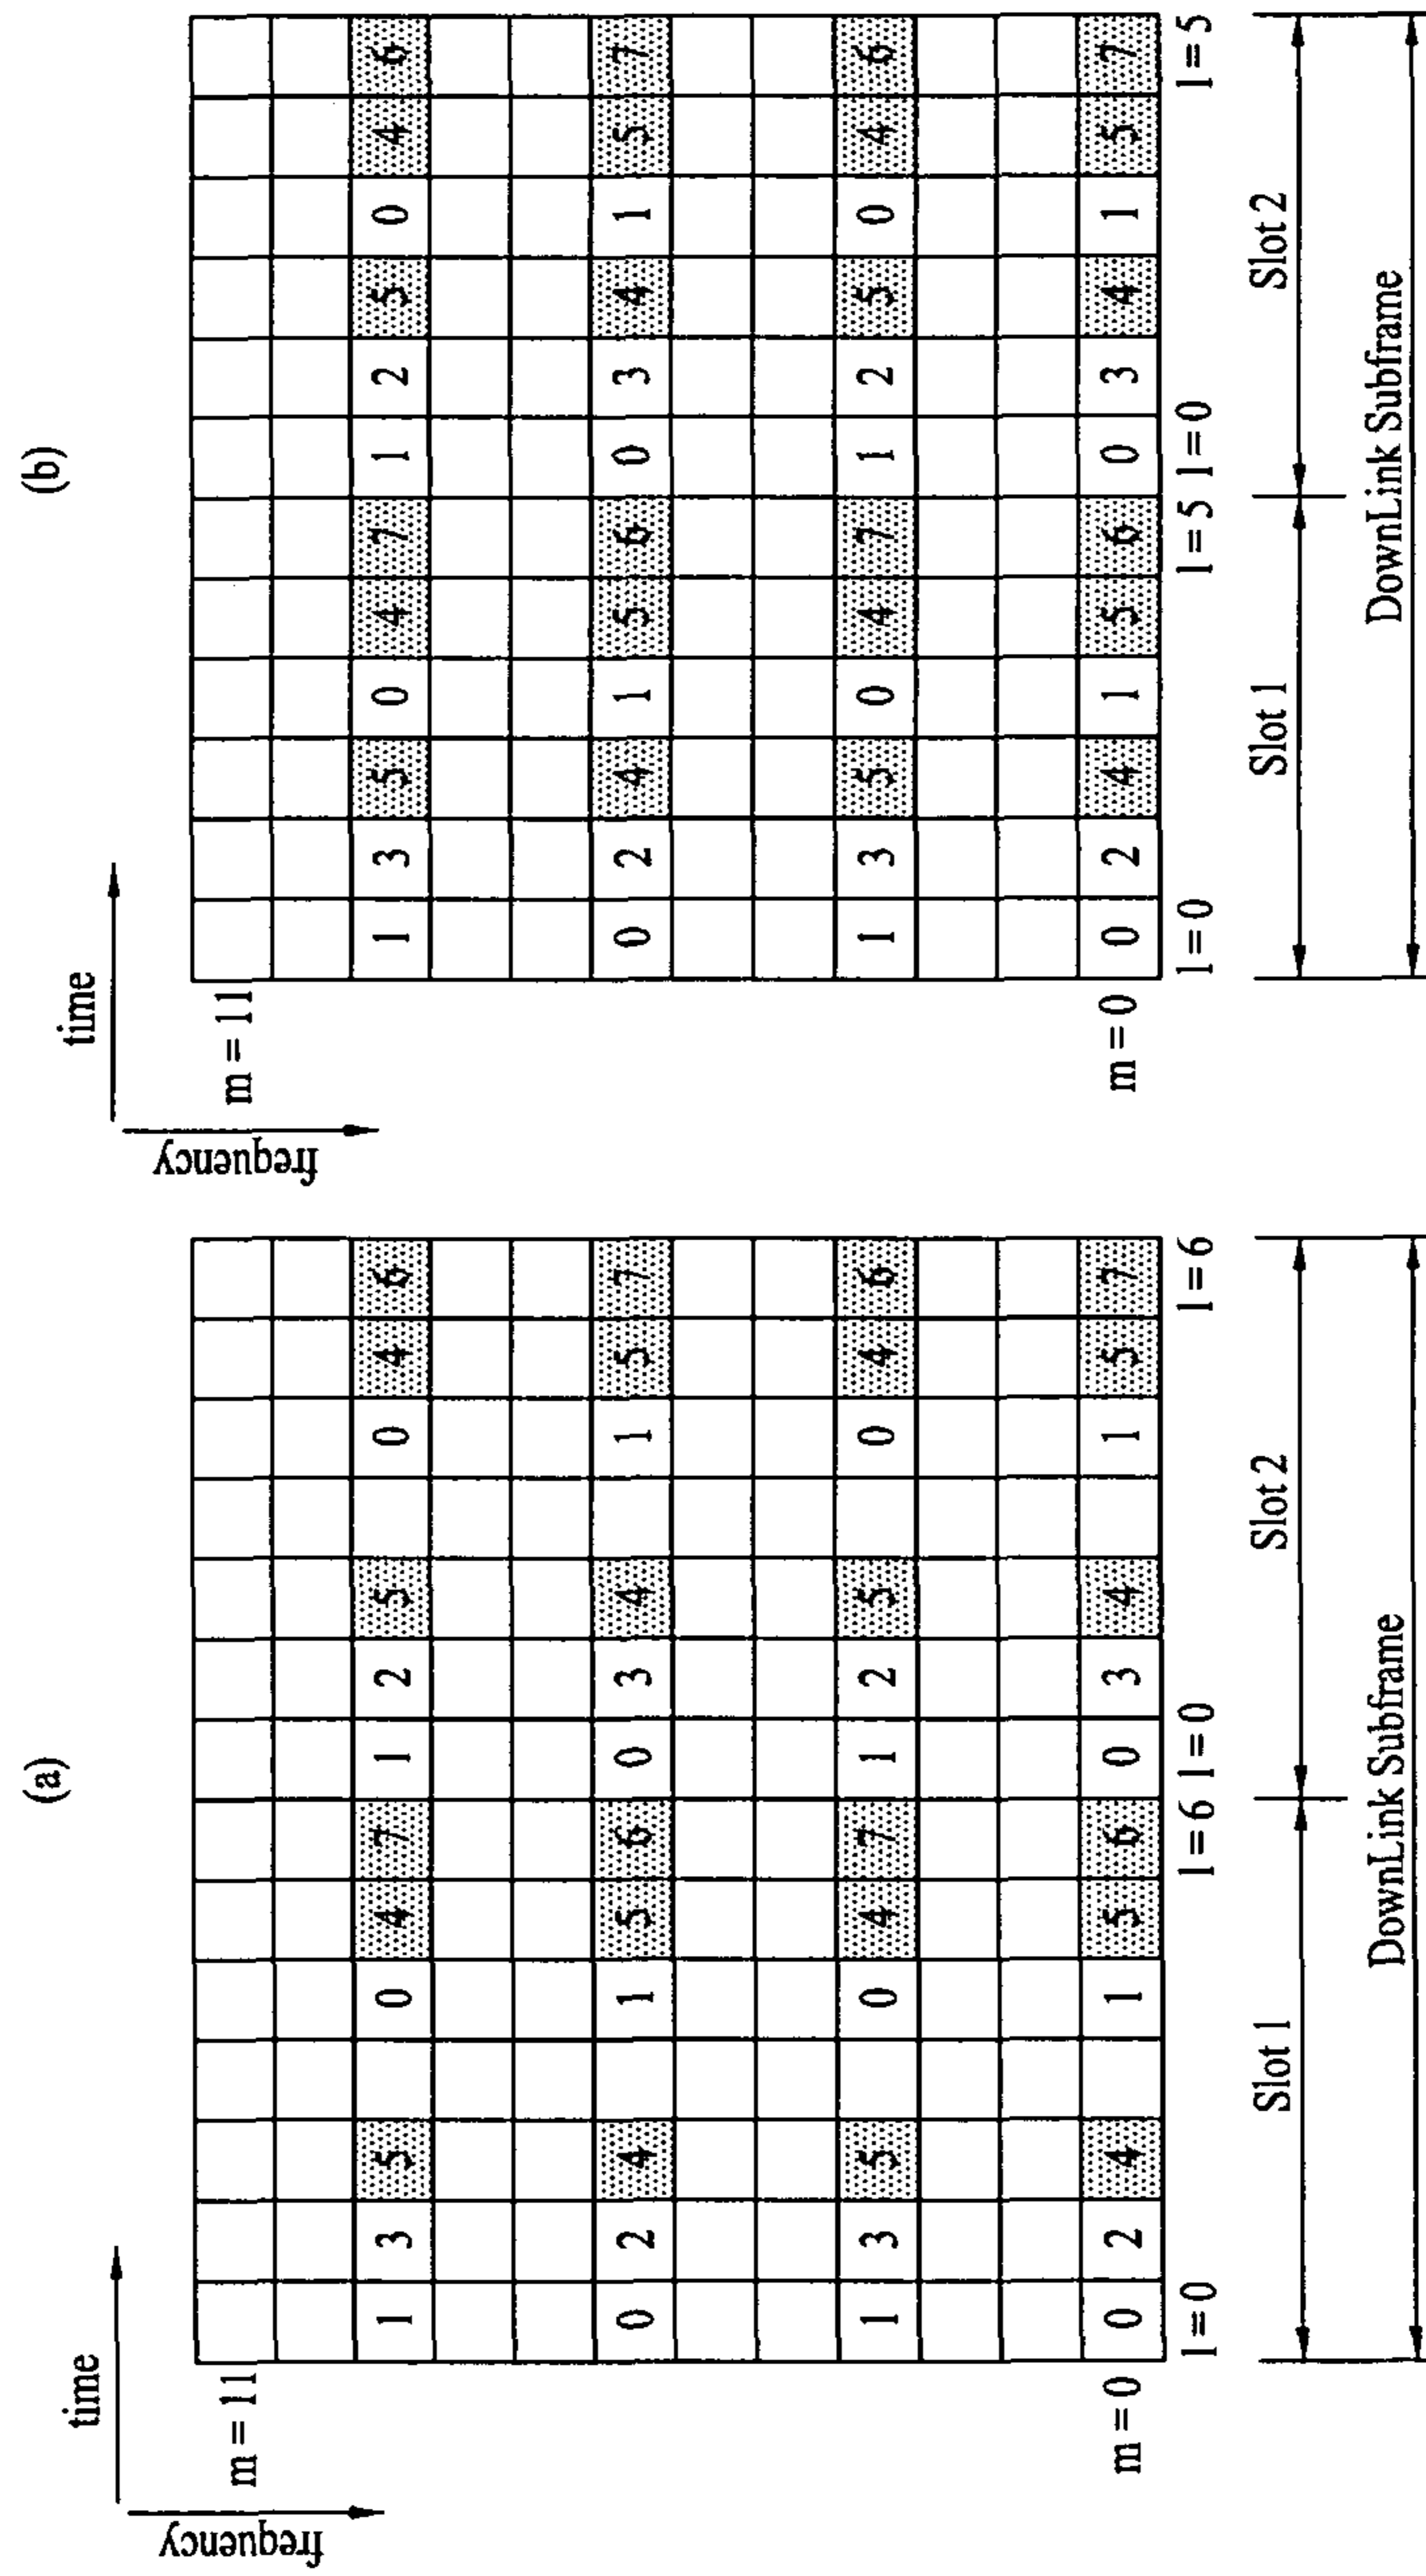 (a)
time
frequency
m = 11
1 3 5 0 4 7 1 2 5 0 4 6
0 2 4 1 5 6 0 3 4 1 5 7
1 3 5 0 4 7 1 2 5 0 4 6
m = 0 0 2 4 1 5 6 0 3 4 1 5 7
l = 0 l = 6 l = 0 l = 6
Slot 1 Slot 2
DownLink Subframe
(b)
time
frequency
m = 11
1 3 5 0 4 7 1 2 5 0 4 6
0 2 4 1 5 6 0 3 4 1 5 7
1 3 5 0 4 7 1 2 5 0 4 6
m = 0 0 2 4 1 5 6 0 3 4 1 5 7
l = 0 l = 5 l = 0 l = 5
Slot 1 Slot 2
DownLink Subframe